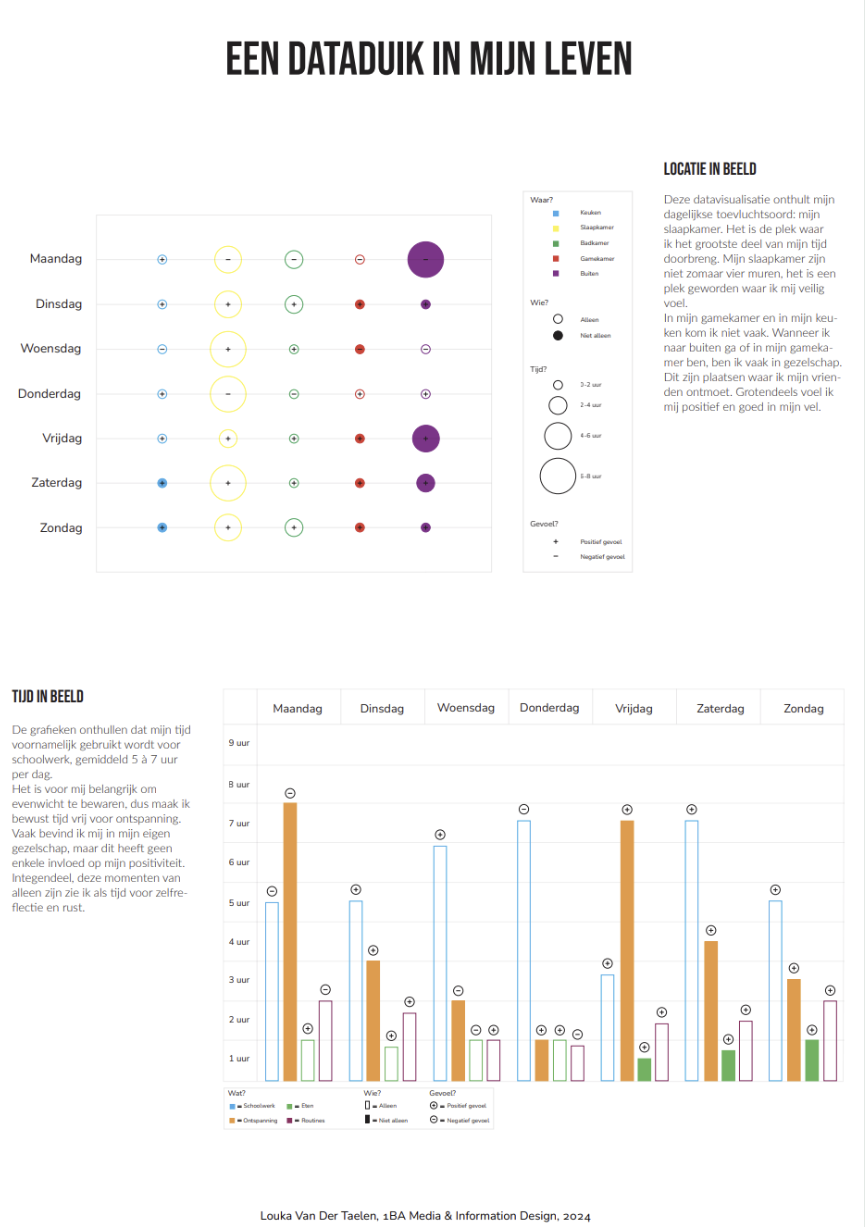 EEN DATADUIK IN MIJN LEVEN
LOCATIE IN BEELD
Deze datavisualisatie onthult mijn
dagelijkse toevluchtsoord: mijn
slaapkamer. Het is de plek waar
ik het grootste deel van mijn tijd
doorbreng. Mijn slaapkamer zijn
niet zomaar vier muren, het is een
plek geworden waar ik mij veilig
voel.
In mijn gamekamer en in mijn keu-
ken kom ik niet vaak. Wanneer ik
naar buiten ga of in mijn gameka-
mer ben, ben ik vaak in gezelschap.
Dit zijn plaatsen waar ik mijn vrien-
den ontmoet. Grotendeels voel ik
mij positief en goed in mijn vel.
Maandag
Dinsdag
Woensdag
Donderdag
Vrijdag
Zaterdag
Zondag
Waar?
Keuken
Slaapkamer
Badkamer
Gamekamer
Buiten
Wie?
Alleen
Niet alleen
Tijd?
2-4 uur
4-6 uur
Gevoel?
+ Positief gevoel
- Negatief gevoel
TIJD IN BEELD
De grafieken onthullen dat mijn tijd
voornamelijk gebruikt wordt voor
schoolwerk, gemiddeld 5 à 7 uur
per dag.
Het is voor mij belangrijk om
evenwicht te bewaren, dus maak ik
bewust tijd vrij voor ontspanning.
Vaak bevind ik mij in mijn eigen
gezelschap, maar dit heeft geen
enkele invloed op mijn positiviteit.
Integendeel, deze momenten van
alleen zijn zie ik als tijd voor zelfre-
flectie en rust.
Maandag Dinsdag Woensdag Donderdag Vrijdag Zaterdag Zondag
9 uur
8 uur
7 uur
6 uur
5 uur
4 uur
3 uur
2 uur
1 uur
Wat? Wie? Gevoel?
= Schoolwerk = Eten = Alleen = Positief gevoel
= Ontspanning = Routines = Niet alleen = Negatief gevoel
Louka Van Der Taelen, 1BA Media & Information Design, 2024